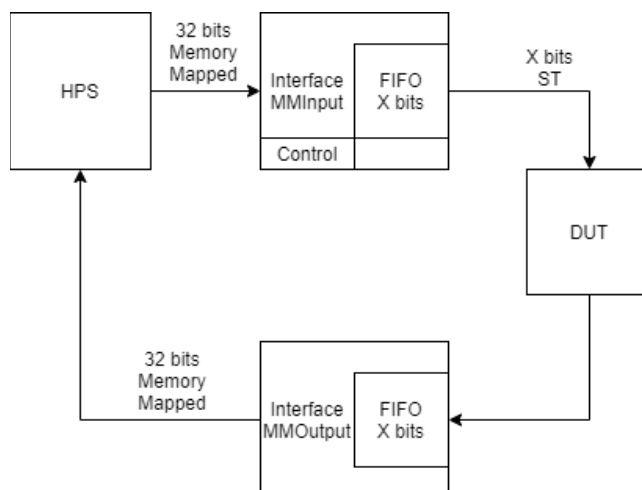 32 bits
Memory
Mapped
HPS
Interface
MMInput
FIFO
X bits
Control
X bits
ST
DUT
32 bits
Memory
Mapped
Interface
MMOutput
FIFO
X bits